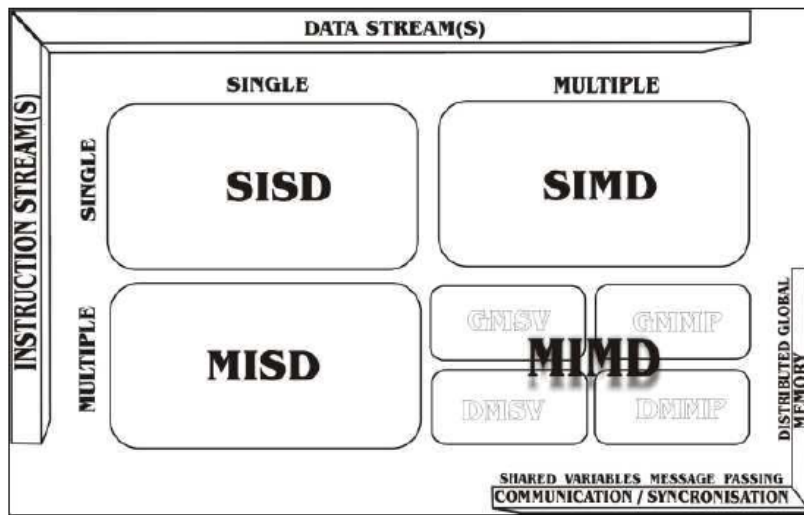 DATA STREAM(S)
SINGLE MULTIPLE
INSTRUCTION STREAM(S)
SINGLE
SISD SIMD
MULTIPLE
MISD
GMSV GMMP
MIMD
DMSV DMMP
DISTRIBUTED GLOBAL
MEMORY
SHARED VARIABLES MESSAGE PASSING
COMMUNICATION / SYNCRONISATION